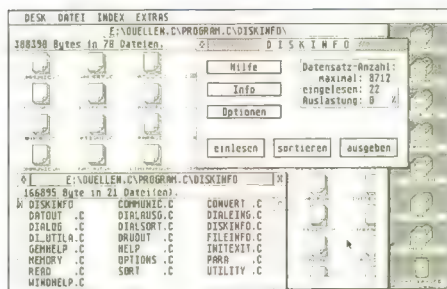 DESK DATEI INDEX EXTRAS
E:\QUELLEN.C\PROGRAM.C\DISKINFO\
388398 Bytes in 78 Dateien.
DISKINFO
Hilfe
Info
Optionen
Datensatz-Anzahl:
maximal: 8712
eingelesen: 22
Auslastung: 0 %
einlesen sortieren ausgeben
E:\QUELLEN.C\PROGRAM.C\DISKINFO
166895 Byte in 21 Datei(en).
DISKINFO COMMUNIC.C CONVERT .C
DATOUT .C DIALAUSG.C DIALEING.C
DIALOG .C DIALSORT.C DISKINFO.C
DI_UTILA.C DRUOUT .C FILEINFO.C
GEMHELP .C HELP .C INITEXIT.C
MEMORY .C OPTIONS .C PARA .C
READ .C SORT .C UTILITY .C
WINDHELP.C